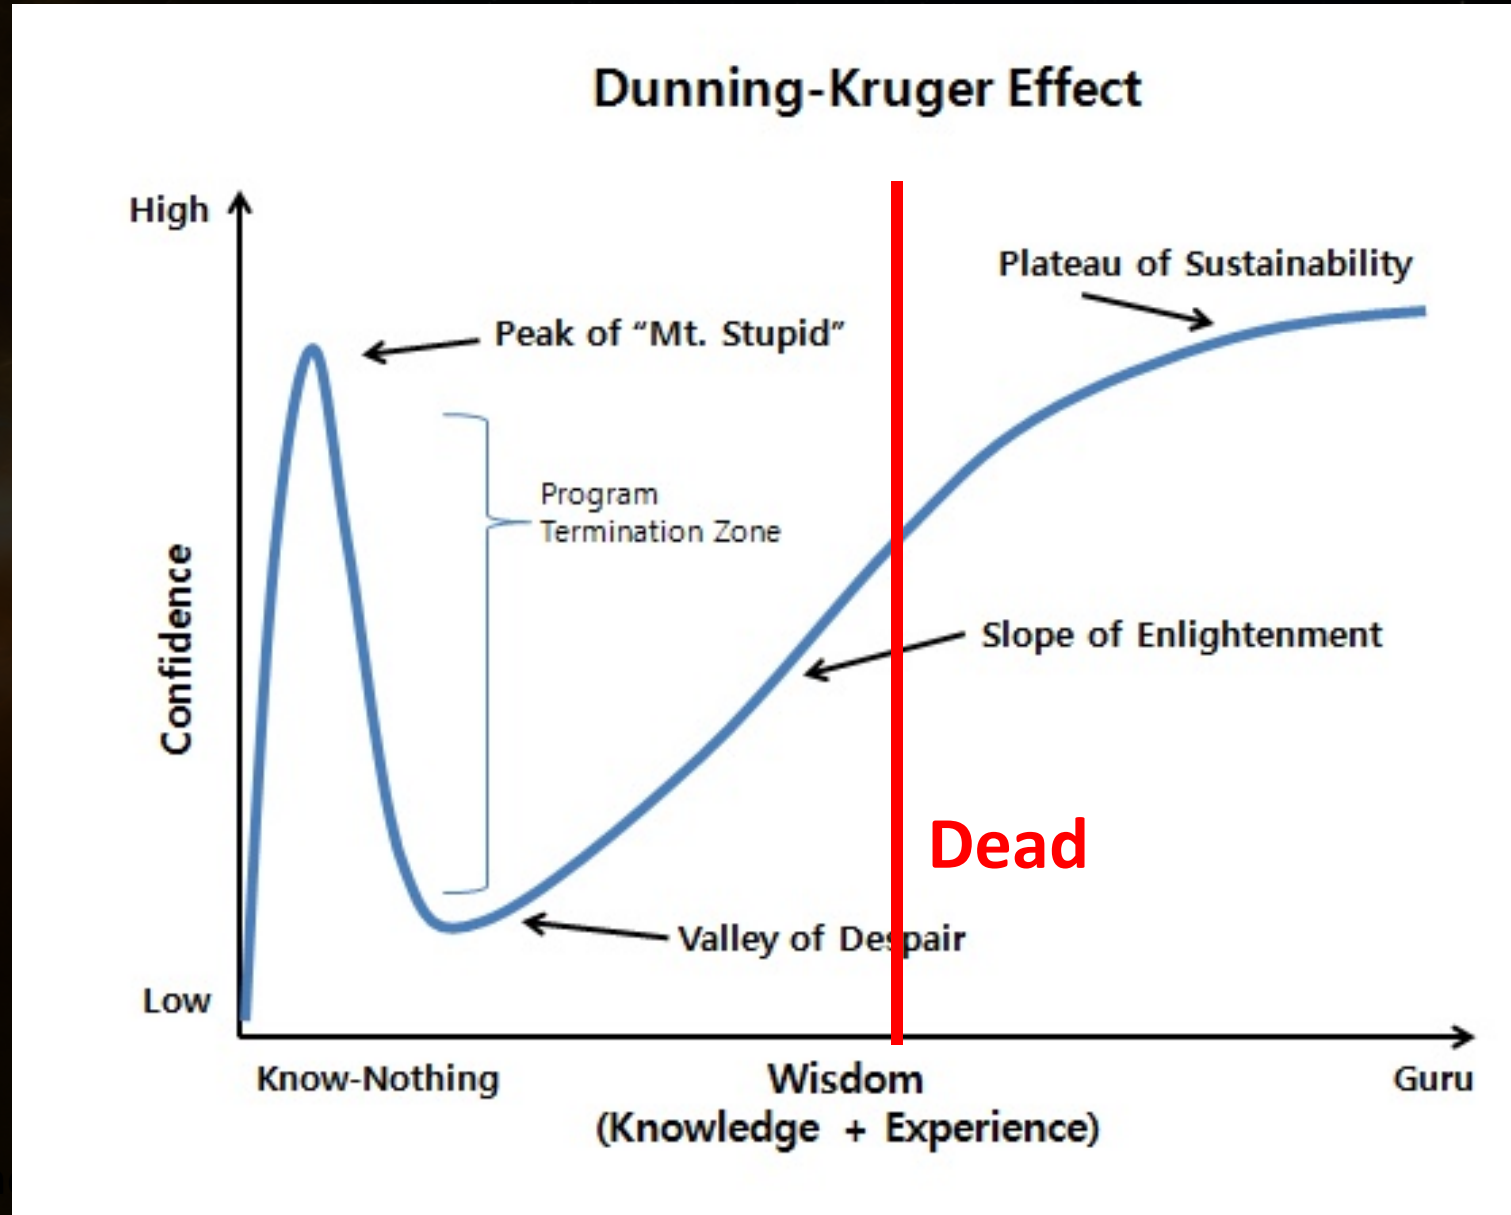 Dunning-Kruger Effect
High
Plateau of Sustainability
Peak of “Mt. Stupid”
Program
Termination Zone
Confidence
Slope of Enlightenment
Dead
Valley of Despair
Low
Know-Nothing
Wisdom
Guru
(Knowledge + Experience)